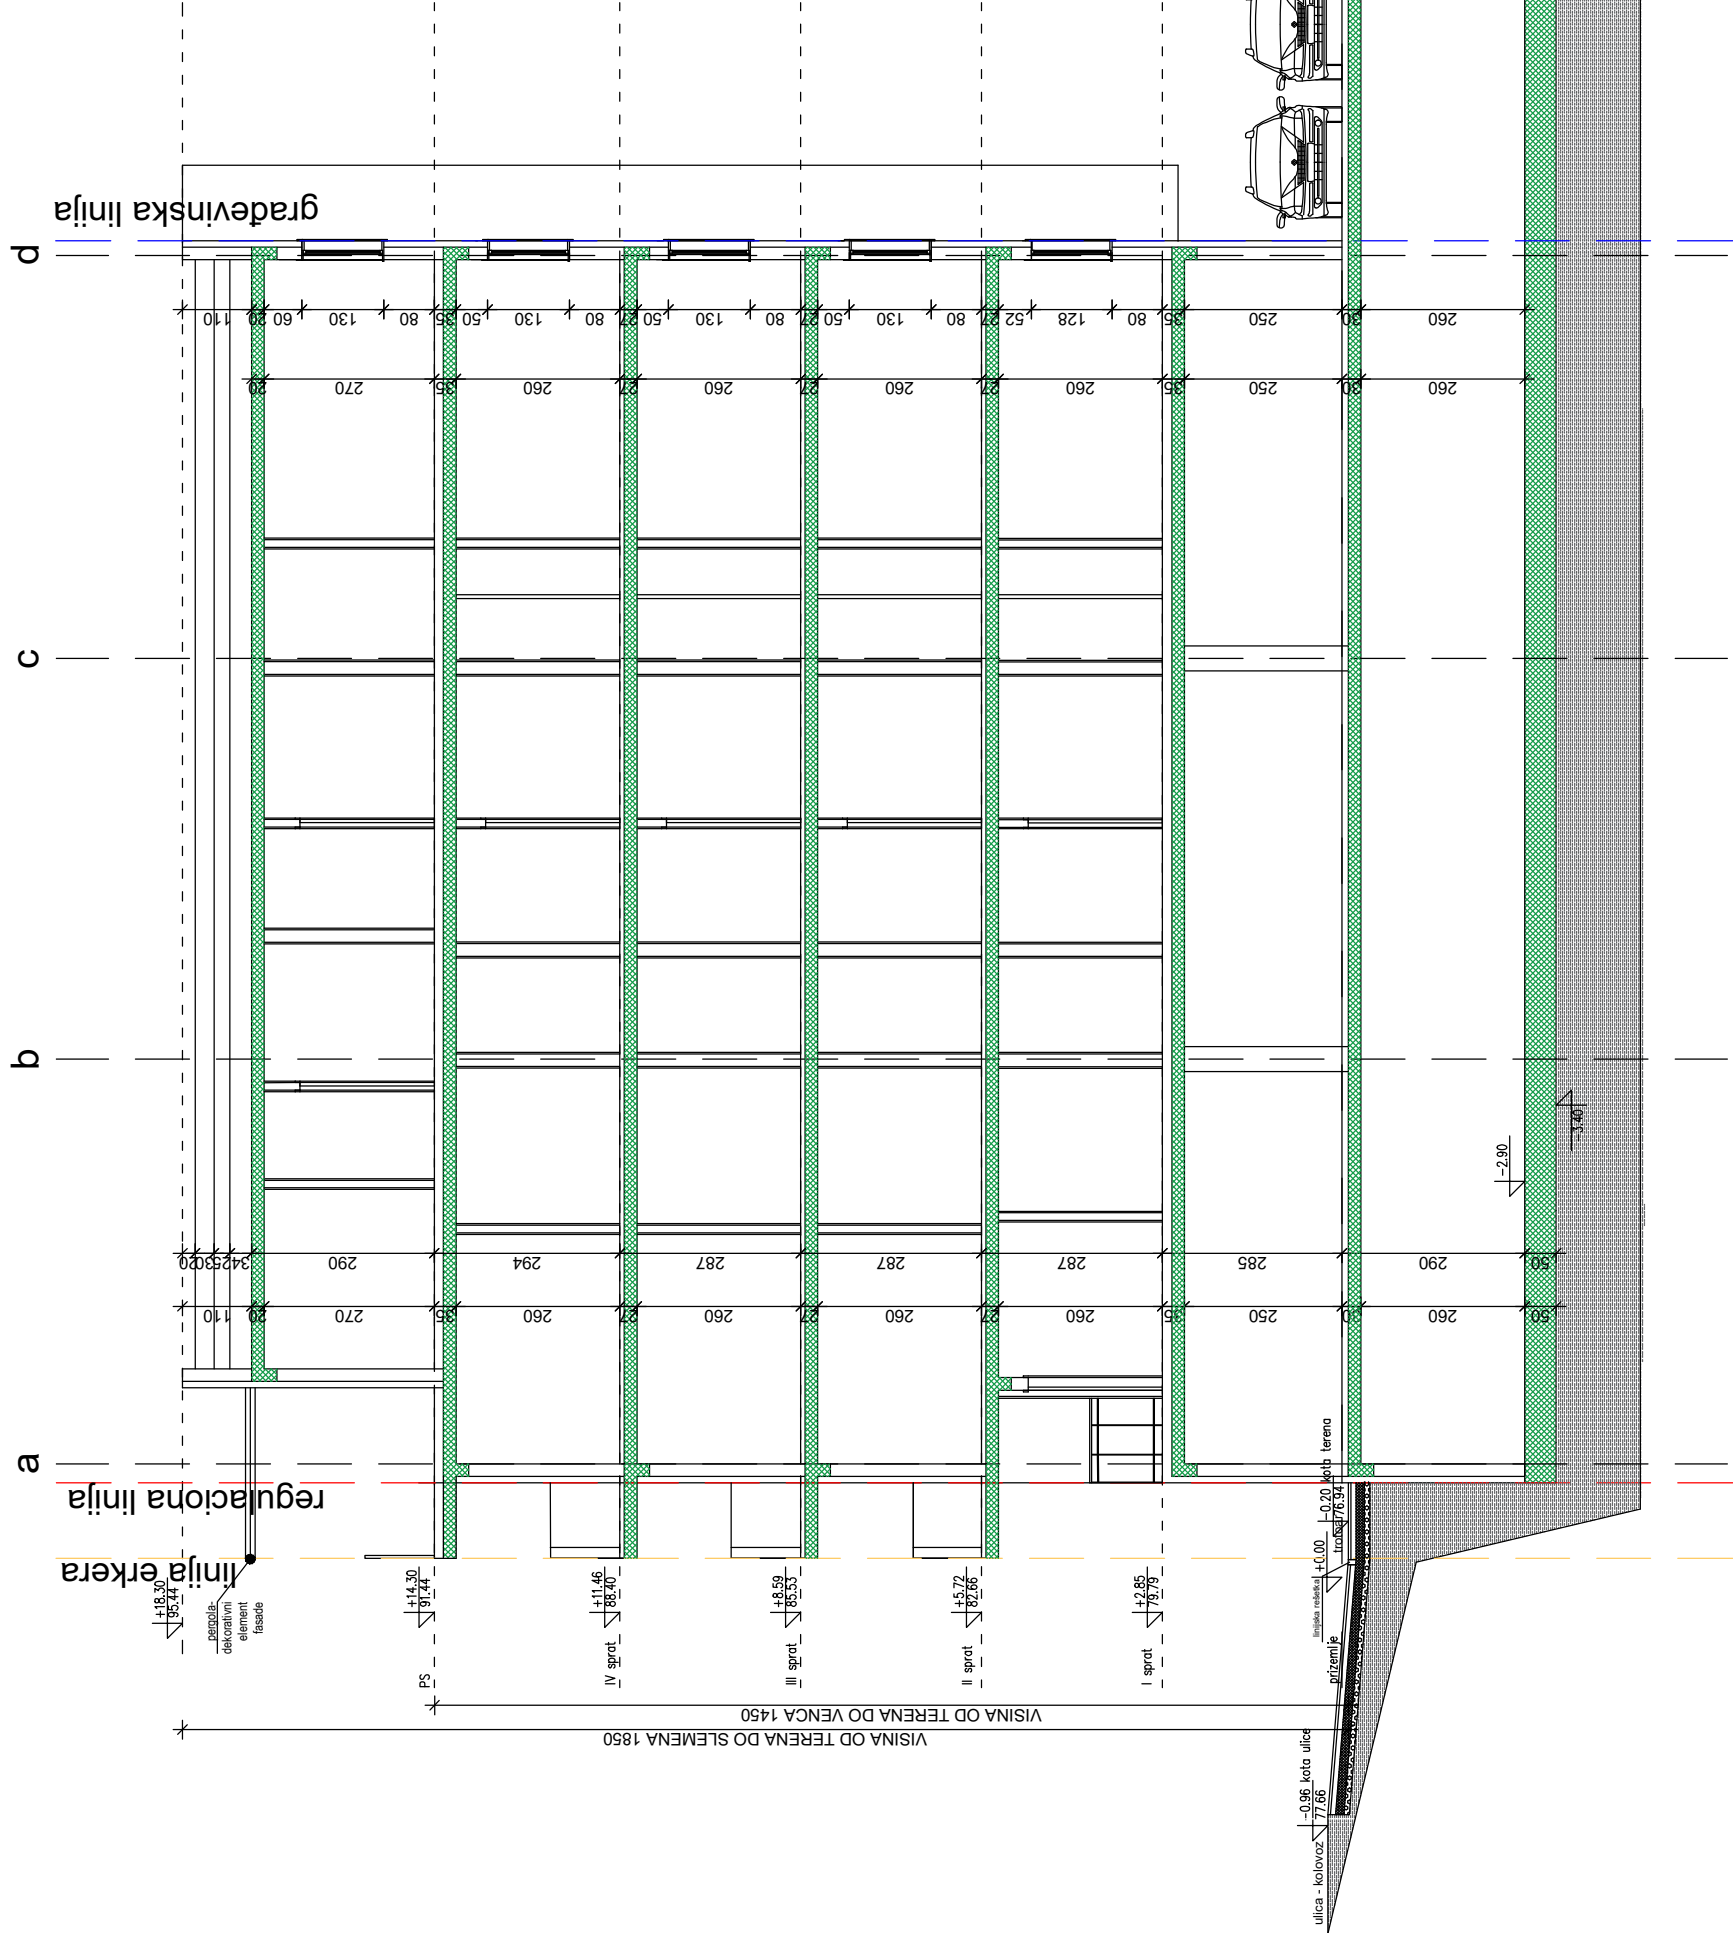 građevinska linija
d
110 20 60 130 80 35 50 130 80 27 50 130 80 27 50 130 80 27 52 128 80 35 250 30 260
20 270 35 260 27 260 27 260 27 260 35 250 30 260
c
b
-3.40
-2.90
20 30 25 34 290 294 287 287 287 285 290 50
110 20 270 35 260 27 260 27 260 27 260 35 250 260 50
a
regulaciona linija
linija erkera
+18.30
95.44
pergola-
dekorativni
element
fasade
+14.30
91.44
PS
+11.46
88.40
IV sprat
+8.59
85.53
III sprat
+5.72
82.66
II sprat
+2.85
79.79
I sprat
-0.20 kota terena
trotoar 76.94
+0.00
linijska rešetka
prizemlje
VISINA OD TERENA DO VENCA 1450
VISINA OD TERENA DO SLEMENA 1850
-0.96 kota ulice
77.66
ulica - kolovoz